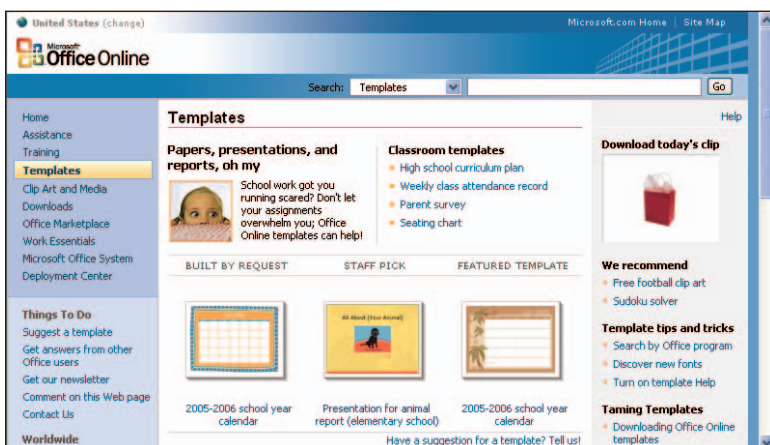 United States (change)
Microsoft.com Home | Site Map
Microsoft
Office Online
Search: Templates
Go
Home
Assistance
Training
Templates
Clip Art and Media
Downloads
Office Marketplace
Work Essentials
Microsoft Office System
Deployment Center
Things To Do
Suggest a template
Get answers from other
Office users
Get our newsletter
Comment on this Web page
Contact Us
Worldwide
Templates
Papers, presentations, and
reports, oh my
School work got you
running scared? Don't let
your assignments
overwhelm you; Office
Online templates can help!
Classroom templates
High school curriculum plan
Weekly class attendance record
Parent survey
Seating chart
BUILT BY REQUEST
STAFF PICK
FEATURED TEMPLATE
All About [Your Animal]
2005-2006 school year
calendar
Presentation for animal
report (elementary school)
2005-2006 school year
calendar
Have a suggestion for a template? Tell us!
Help
Download today's clip
We recommend
Free football clip art
Sudoku solver
Template tips and tricks
Search by Office program
Discover new fonts
Turn on template Help
Taming Templates
Downloading Office Online
templates